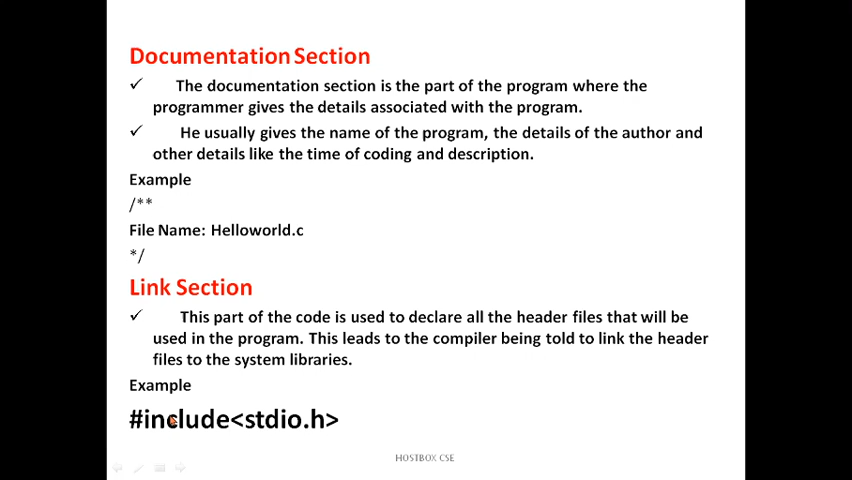 Documentation Section
✓ The documentation section is the part of the program where the
programmer gives the details associated with the program.
✓ He usually gives the name of the program, the details of the author and
other details like the time of coding and description.
Example
/**
File Name: Helloworld.c
*/
Link Section
✓ This part of the code is used to declare all the header files that will be
used in the program. This leads to the compiler being told to link the header
files to the system libraries.
Example
#include<stdio.h>
HOSTBOX CSE